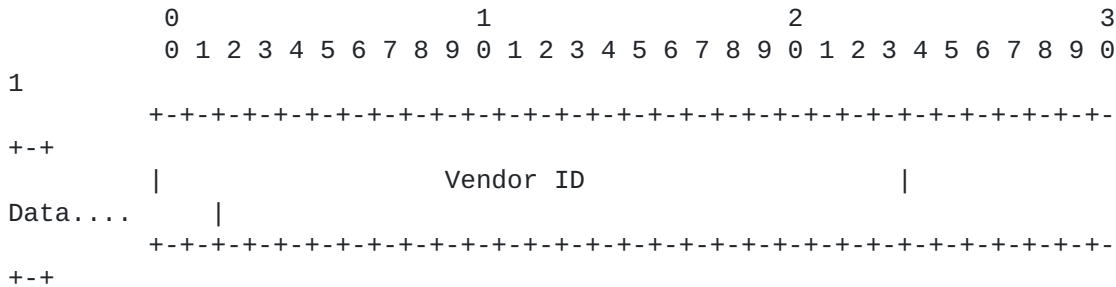 0                   1                   2                   3
          0 1 2 3 4 5 6 7 8 9 0 1 2 3 4 5 6 7 8 9 0 1 2 3 4 5 6 7 8 9 0
1
         +-+-+-+-+-+-+-+-+-+-+-+-+-+-+-+-+-+-+-+-+-+-+-+-+-+-+-+-+-+-+-
+-+
         |                  Vendor ID                    |
Data....      |
         +-+-+-+-+-+-+-+-+-+-+-+-+-+-+-+-+-+-+-+-+-+-+-+-+-+-+-+-+-+-+-
+-+